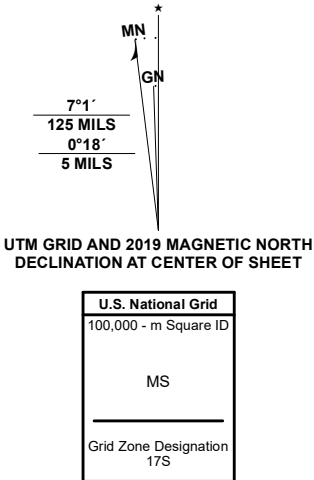 ★
MN
GN
7°1´
125 MILS
0°18´
5 MILS
UTM GRID AND 2019 MAGNETIC NORTH
DECLINATION AT CENTER OF SHEET
U.S. National Grid
100,000 - m Square ID
MS
Grid Zone Designation
17S